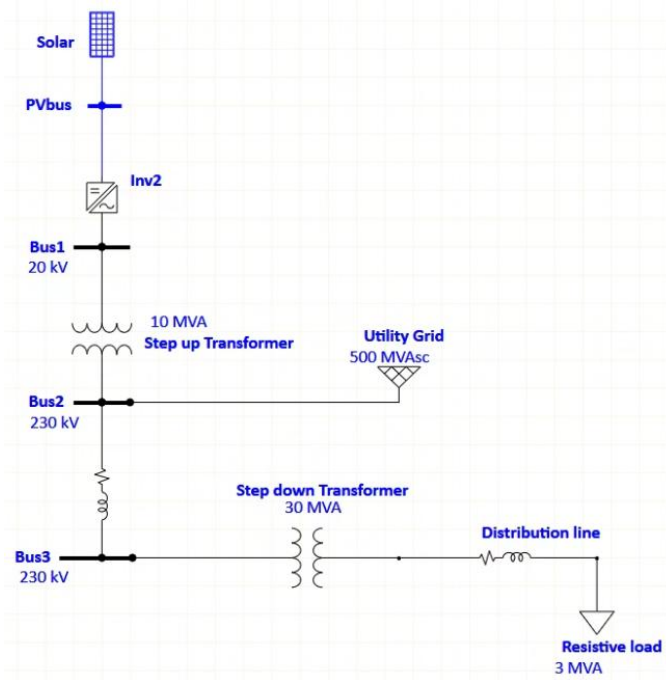 Solar
PVbus
Inv2
Bus1
20 kV
10 MVA
Step up Transformer
Utility Grid
500 MVAsc
Bus2
230 kV
Step down Transformer
30 MVA
Distribution line
Bus3
230 kV
Resistive load
3 MVA